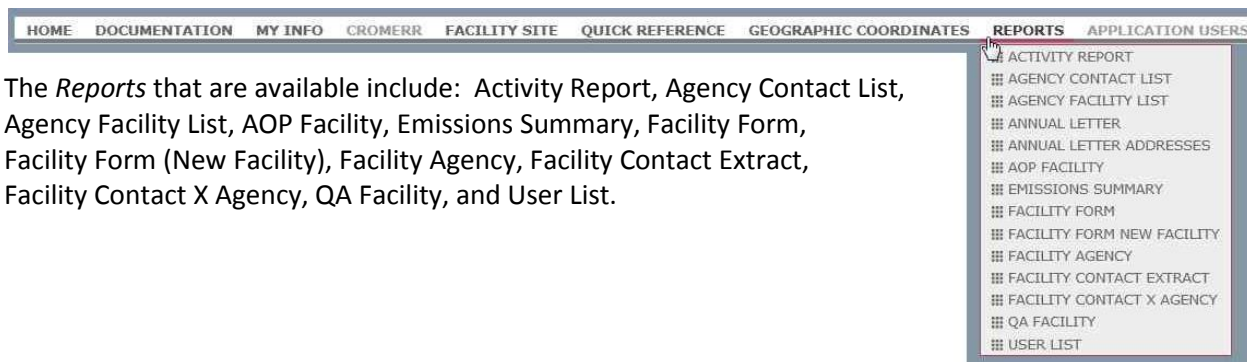 HOME DOCUMENTATION MY INFO CROMERR FACILITY SITE QUICK REFERENCE GEOGRAPHIC COORDINATES REPORTS APPLICATION USERS
The Reports that are available include: Activity Report, Agency Contact List,
Agency Facility List, AOP Facility, Emissions Summary, Facility Form,
Facility Form (New Facility), Facility Agency, Facility Contact Extract,
Facility Contact X Agency, QA Facility, and User List.
ACTIVITY REPORT
AGENCY CONTACT LIST
AGENCY FACILITY LIST
ANNUAL LETTER
ANNUAL LETTER ADDRESSES
AOP FACILITY
EMISSIONS SUMMARY
FACILITY FORM
FACILITY FORM NEW FACILITY
FACILITY AGENCY
FACILITY CONTACT EXTRACT
FACILITY CONTACT X AGENCY
QA FACILITY
USER LIST